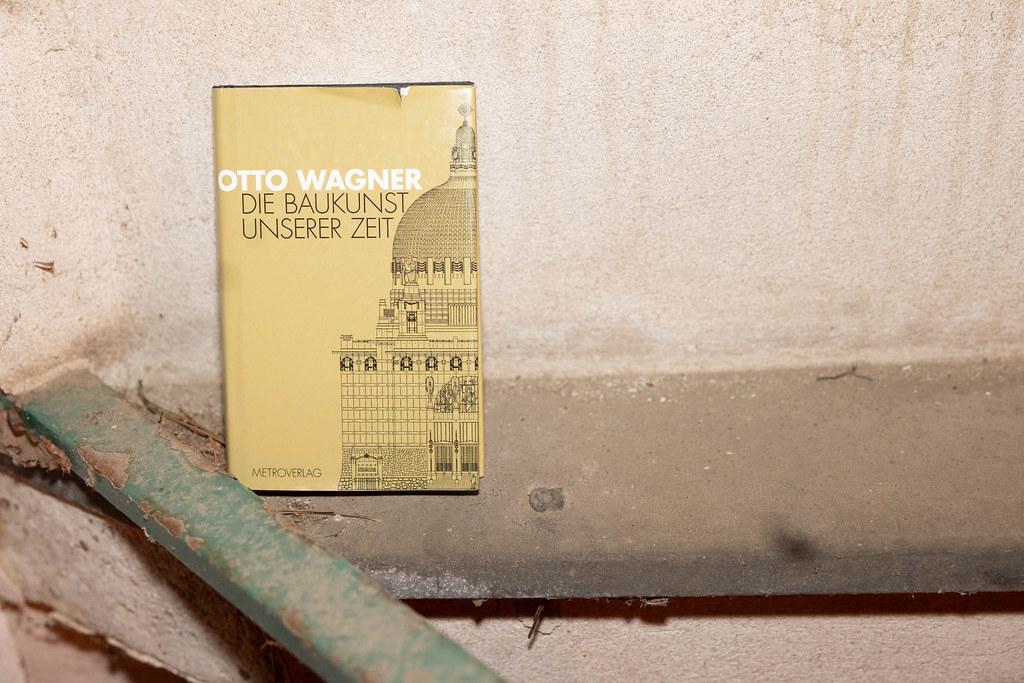 OTTO WAGNER
DIE BAUKUNST
UNSERER ZEIT
METROVERLAG